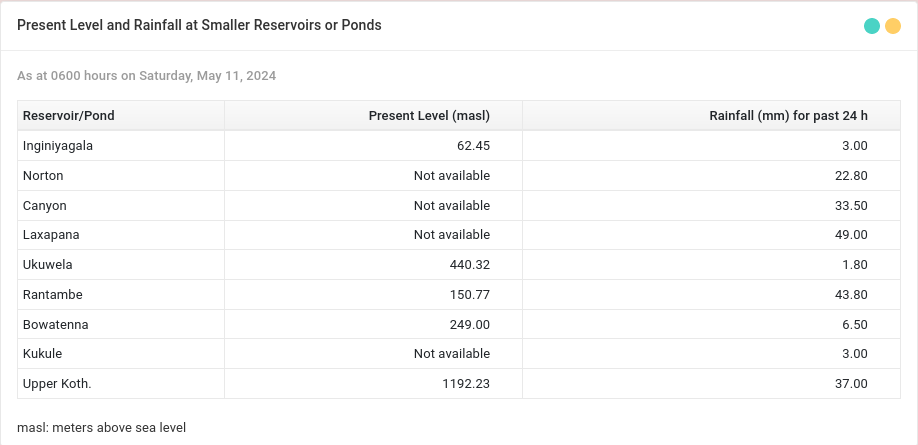 Present Level and Rainfall at Smaller Reservoirs or Ponds
As at 0600 hours on Saturday, May 11, 2024
Reservoir/Pond Present Level (masl) Rainfall (mm) for past 24 h
Inginiyagala 62.45 3.00
Norton Not available 22.80
Canyon Not available 33.50
Laxapana Not available 49.00
Ukuwela 440.32 1.80
Rantambe 150.77 43.80
Bowatenna 249.00 6.50
Kukule Not available 3.00
Upper Koth. 1192.23 37.00
masl: meters above sea level